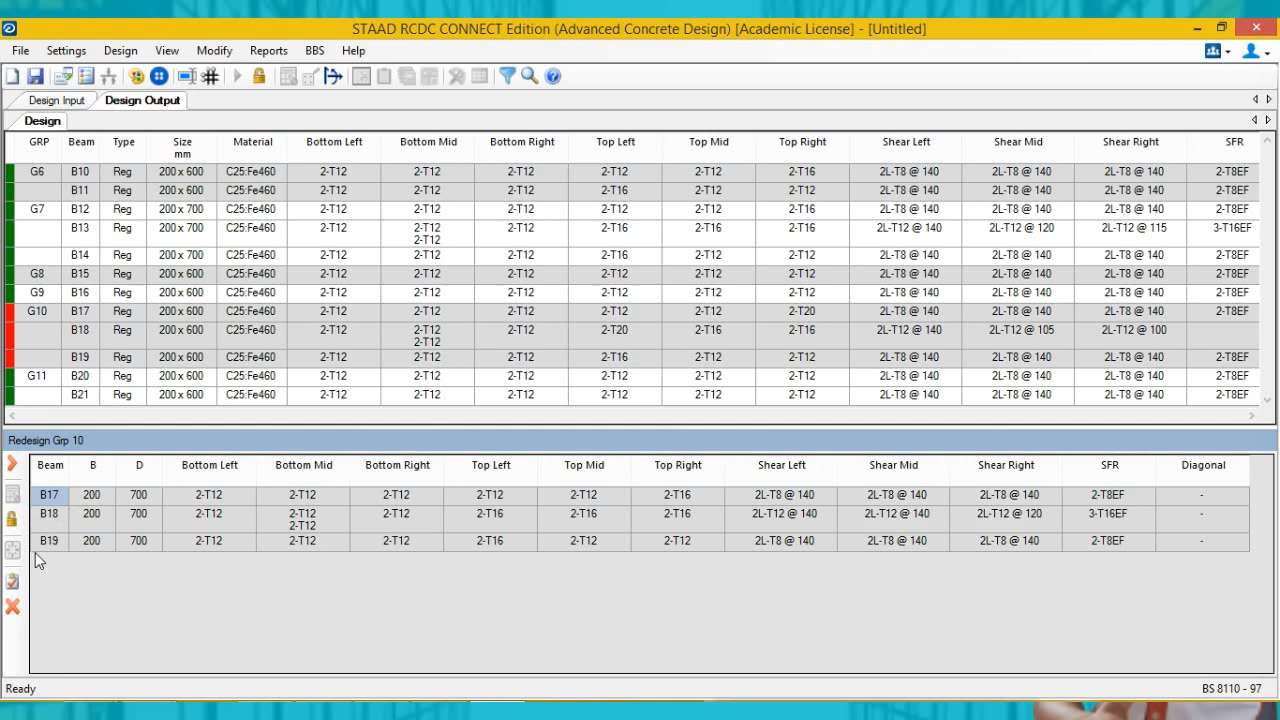 STAAD RCDC CONNECT Edition (Advanced Concrete Design) [Academic License] - [Untitled]
File Settings Design View Modify Reports BBS Help
Design Input Design Output
Design
GRP Beam Type Size mm Material Bottom Left Bottom Mid Bottom Right Top Left Top Mid Top Right Shear Left Shear Mid Shear Right SFR
G6 B10 Reg 200 x 600 C25:Fe460 2-T12 2-T12 2-T12 2-T12 2-T12 2-T16 2L-T8 @ 140 2L-T8 @ 140 2L-T8 @ 140 2-T8EF
B11 Reg 200 x 600 C25:Fe460 2-T12 2-T12 2-T12 2-T16 2-T12 2-T12 2L-T8 @ 140 2L-T8 @ 140 2L-T8 @ 140 2-T8EF
G7 B12 Reg 200 x 700 C25:Fe460 2-T12 2-T12 2-T12 2-T12 2-T12 2-T16 2L-T8 @ 140 2L-T8 @ 140 2L-T8 @ 140 2-T8EF
B13 Reg 200 x 700 C25:Fe460 2-T12 2-T12 2-T12 2-T16 2-T16 2-T16 2L-T12 @ 140 2L-T12 @ 120 2L-T12 @ 115 3-T16EF
2-T12
B14 Reg 200 x 700 C25:Fe460 2-T12 2-T12 2-T12 2-T16 2-T12 2-T12 2L-T8 @ 140 2L-T8 @ 140 2L-T8 @ 140 2-T8EF
G8 B15 Reg 200 x 600 C25:Fe460 2-T12 2-T12 2-T12 2-T12 2-T12 2-T12 2L-T8 @ 140 2L-T8 @ 140 2L-T8 @ 140 2-T8EF
G9 B16 Reg 200 x 600 C25:Fe460 2-T12 2-T12 2-T12 2-T12 2-T12 2-T12 2L-T8 @ 140 2L-T8 @ 140 2L-T8 @ 140 2-T8EF
G10 B17 Reg 200 x 600 C25:Fe460 2-T12 2-T12 2-T12 2-T12 2-T12 2-T20 2L-T8 @ 140 2L-T8 @ 140 2L-T8 @ 140 2-T8EF
B18 Reg 200 x 600 C25:Fe460 2-T12 2-T12 2-T12 2-T20 2-T16 2-T16 2L-T12 @ 140 2L-T12 @ 105 2L-T12 @ 100
2-T12
B19 Reg 200 x 600 C25:Fe460 2-T12 2-T12 2-T12 2-T16 2-T12 2-T12 2L-T8 @ 140 2L-T8 @ 140 2L-T8 @ 140 2-T8EF
G11 B20 Reg 200 x 600 C25:Fe460 2-T12 2-T12 2-T12 2-T12 2-T12 2-T12 2L-T8 @ 140 2L-T8 @ 140 2L-T8 @ 140 2-T8EF
B21 Reg 200 x 600 C25:Fe460 2-T12 2-T12 2-T12 2-T12 2-T12 2-T12 2L-T8 @ 140 2L-T8 @ 140 2L-T8 @ 140 2-T8EF
Redesign Grp 10
Beam B D Bottom Left Bottom Mid Bottom Right Top Left Top Mid Top Right Shear Left Shear Mid Shear Right SFR Diagonal
B17 200 700 2-T12 2-T12 2-T12 2-T12 2-T12 2-T16 2L-T8 @ 140 2L-T8 @ 140 2L-T8 @ 140 2-T8EF -
B18 200 700 2-T12 2-T12 2-T12 2-T16 2-T16 2-T16 2L-T12 @ 140 2L-T12 @ 140 2L-T12 @ 120 3-T16EF -
2-T12
B19 200 700 2-T12 2-T12 2-T12 2-T16 2-T12 2-T12 2L-T8 @ 140 2L-T8 @ 140 2L-T8 @ 140 2-T8EF -
Ready BS 8110 - 97